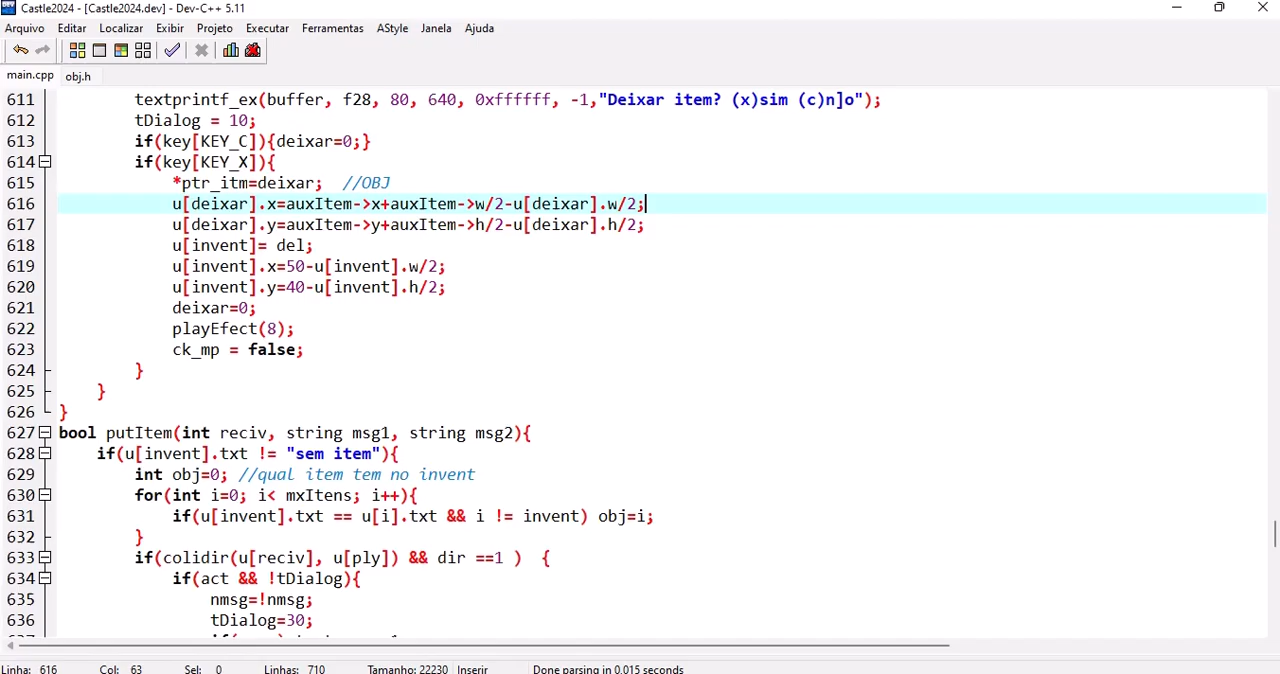 Castle2024 - [Castle2024.dev] - Dev-C++ 5.11
Arquivo Editar Localizar Exibir Projeto Executar Ferramentas AStyle Janela Ajuda
main.cpp obj.h
611 textprintf_ex(buffer, f28, 80, 640, 0xffffff, -1,"Deixar item? (x)sim (c)n]o");
612 tDialog = 10;
613 if(key[KEY_C]){deixar=0;}
614 if(key[KEY_X]){
615 *ptr_itm=deixar; //OBJ
616 u[deixar].x=auxItem->x+auxItem->w/2-u[deixar].w/2;
617 u[deixar].y=auxItem->y+auxItem->h/2-u[deixar].h/2;
618 u[invent]= del;
619 u[invent].x=50-u[invent].w/2;
620 u[invent].y=40-u[invent].h/2;
621 deixar=0;
622 playEfect(8);
623 ck_mp = false;
624 }
625 }
626 }
627 bool putItem(int reciv, string msg1, string msg2){
628 if(u[invent].txt != "sem item"){
629 int obj=0; //qual item tem no invent
630 for(int i=0; i< mxItens; i++){
631 if(u[invent].txt == u[i].txt && i != invent) obj=i;
632 }
633 if(colidir(u[reciv], u[ply]) && dir ==1 ) {
634 if(act && !tDialog){
635 nmsg=!nmsg;
636 tDialog=30;
Linha: 616 Col: 63 Sel: 0 Linhas: 710 Tamanho: 22230 Inserir Done parsing in 0.015 seconds